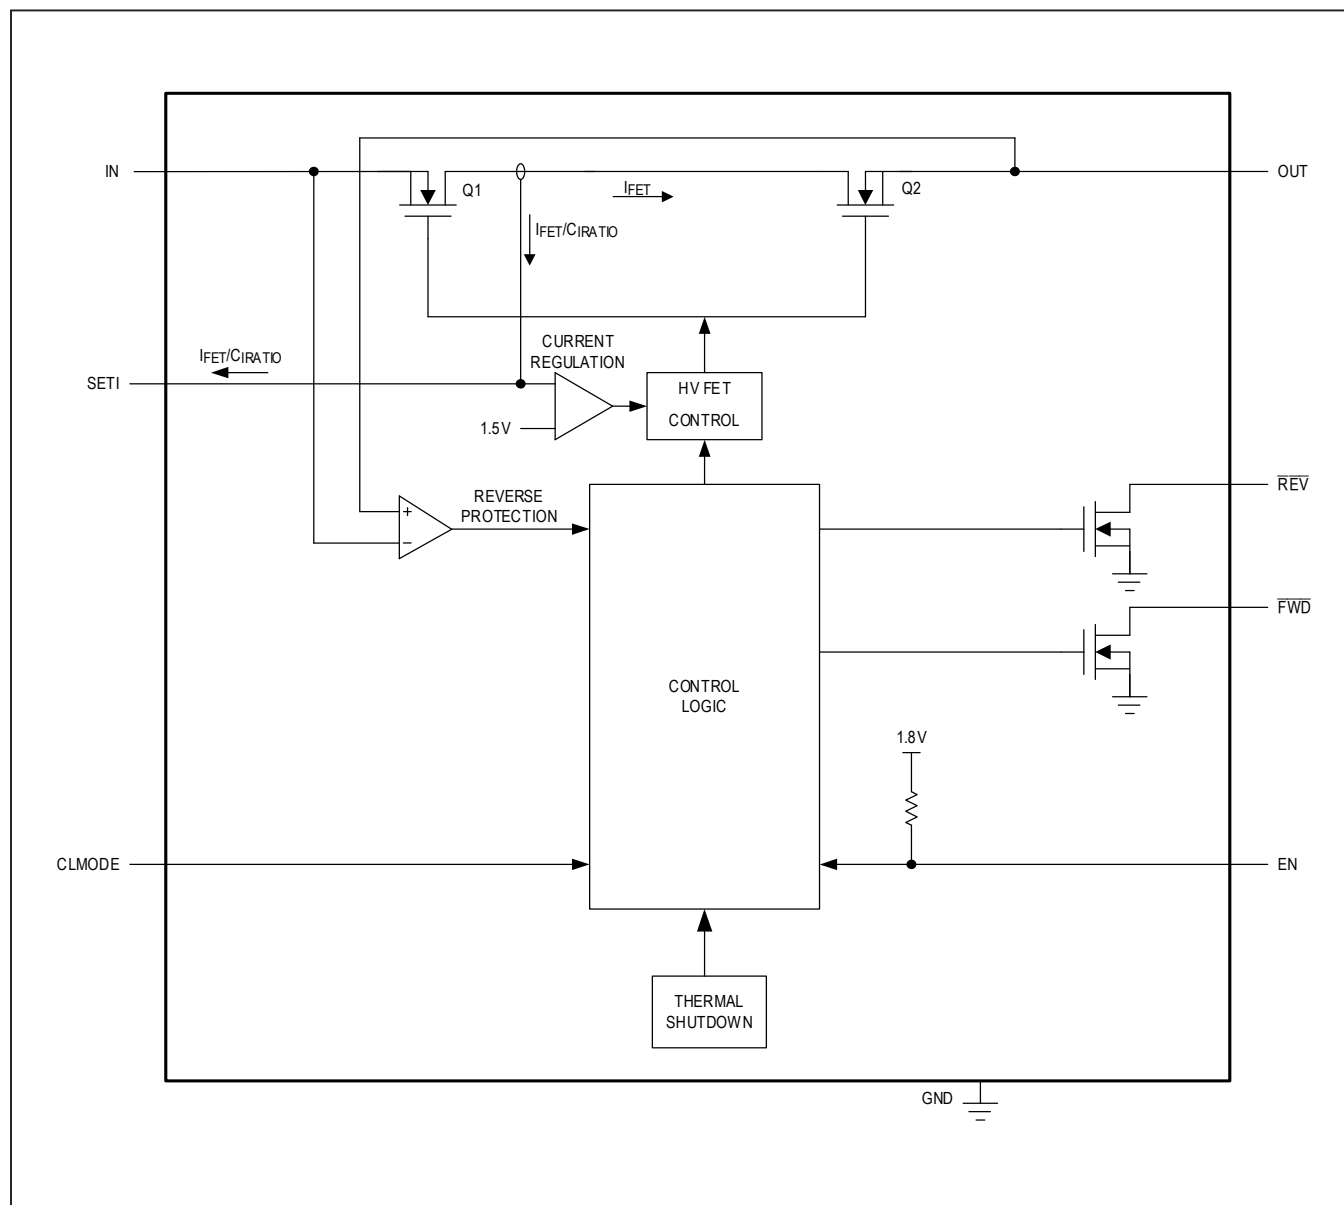 IN
OUT
Q1
IFET
Q2
IFET/CIRATIO
CURRENT
REGULATION
IFET/CIRATIO
SETI
HV FET
CONTROL
1.5V
REVERSE
PROTECTION
+
−
REV
FWD
CONTROL
LOGIC
1.8V
CLMODE
EN
THERMAL
SHUTDOWN
GND